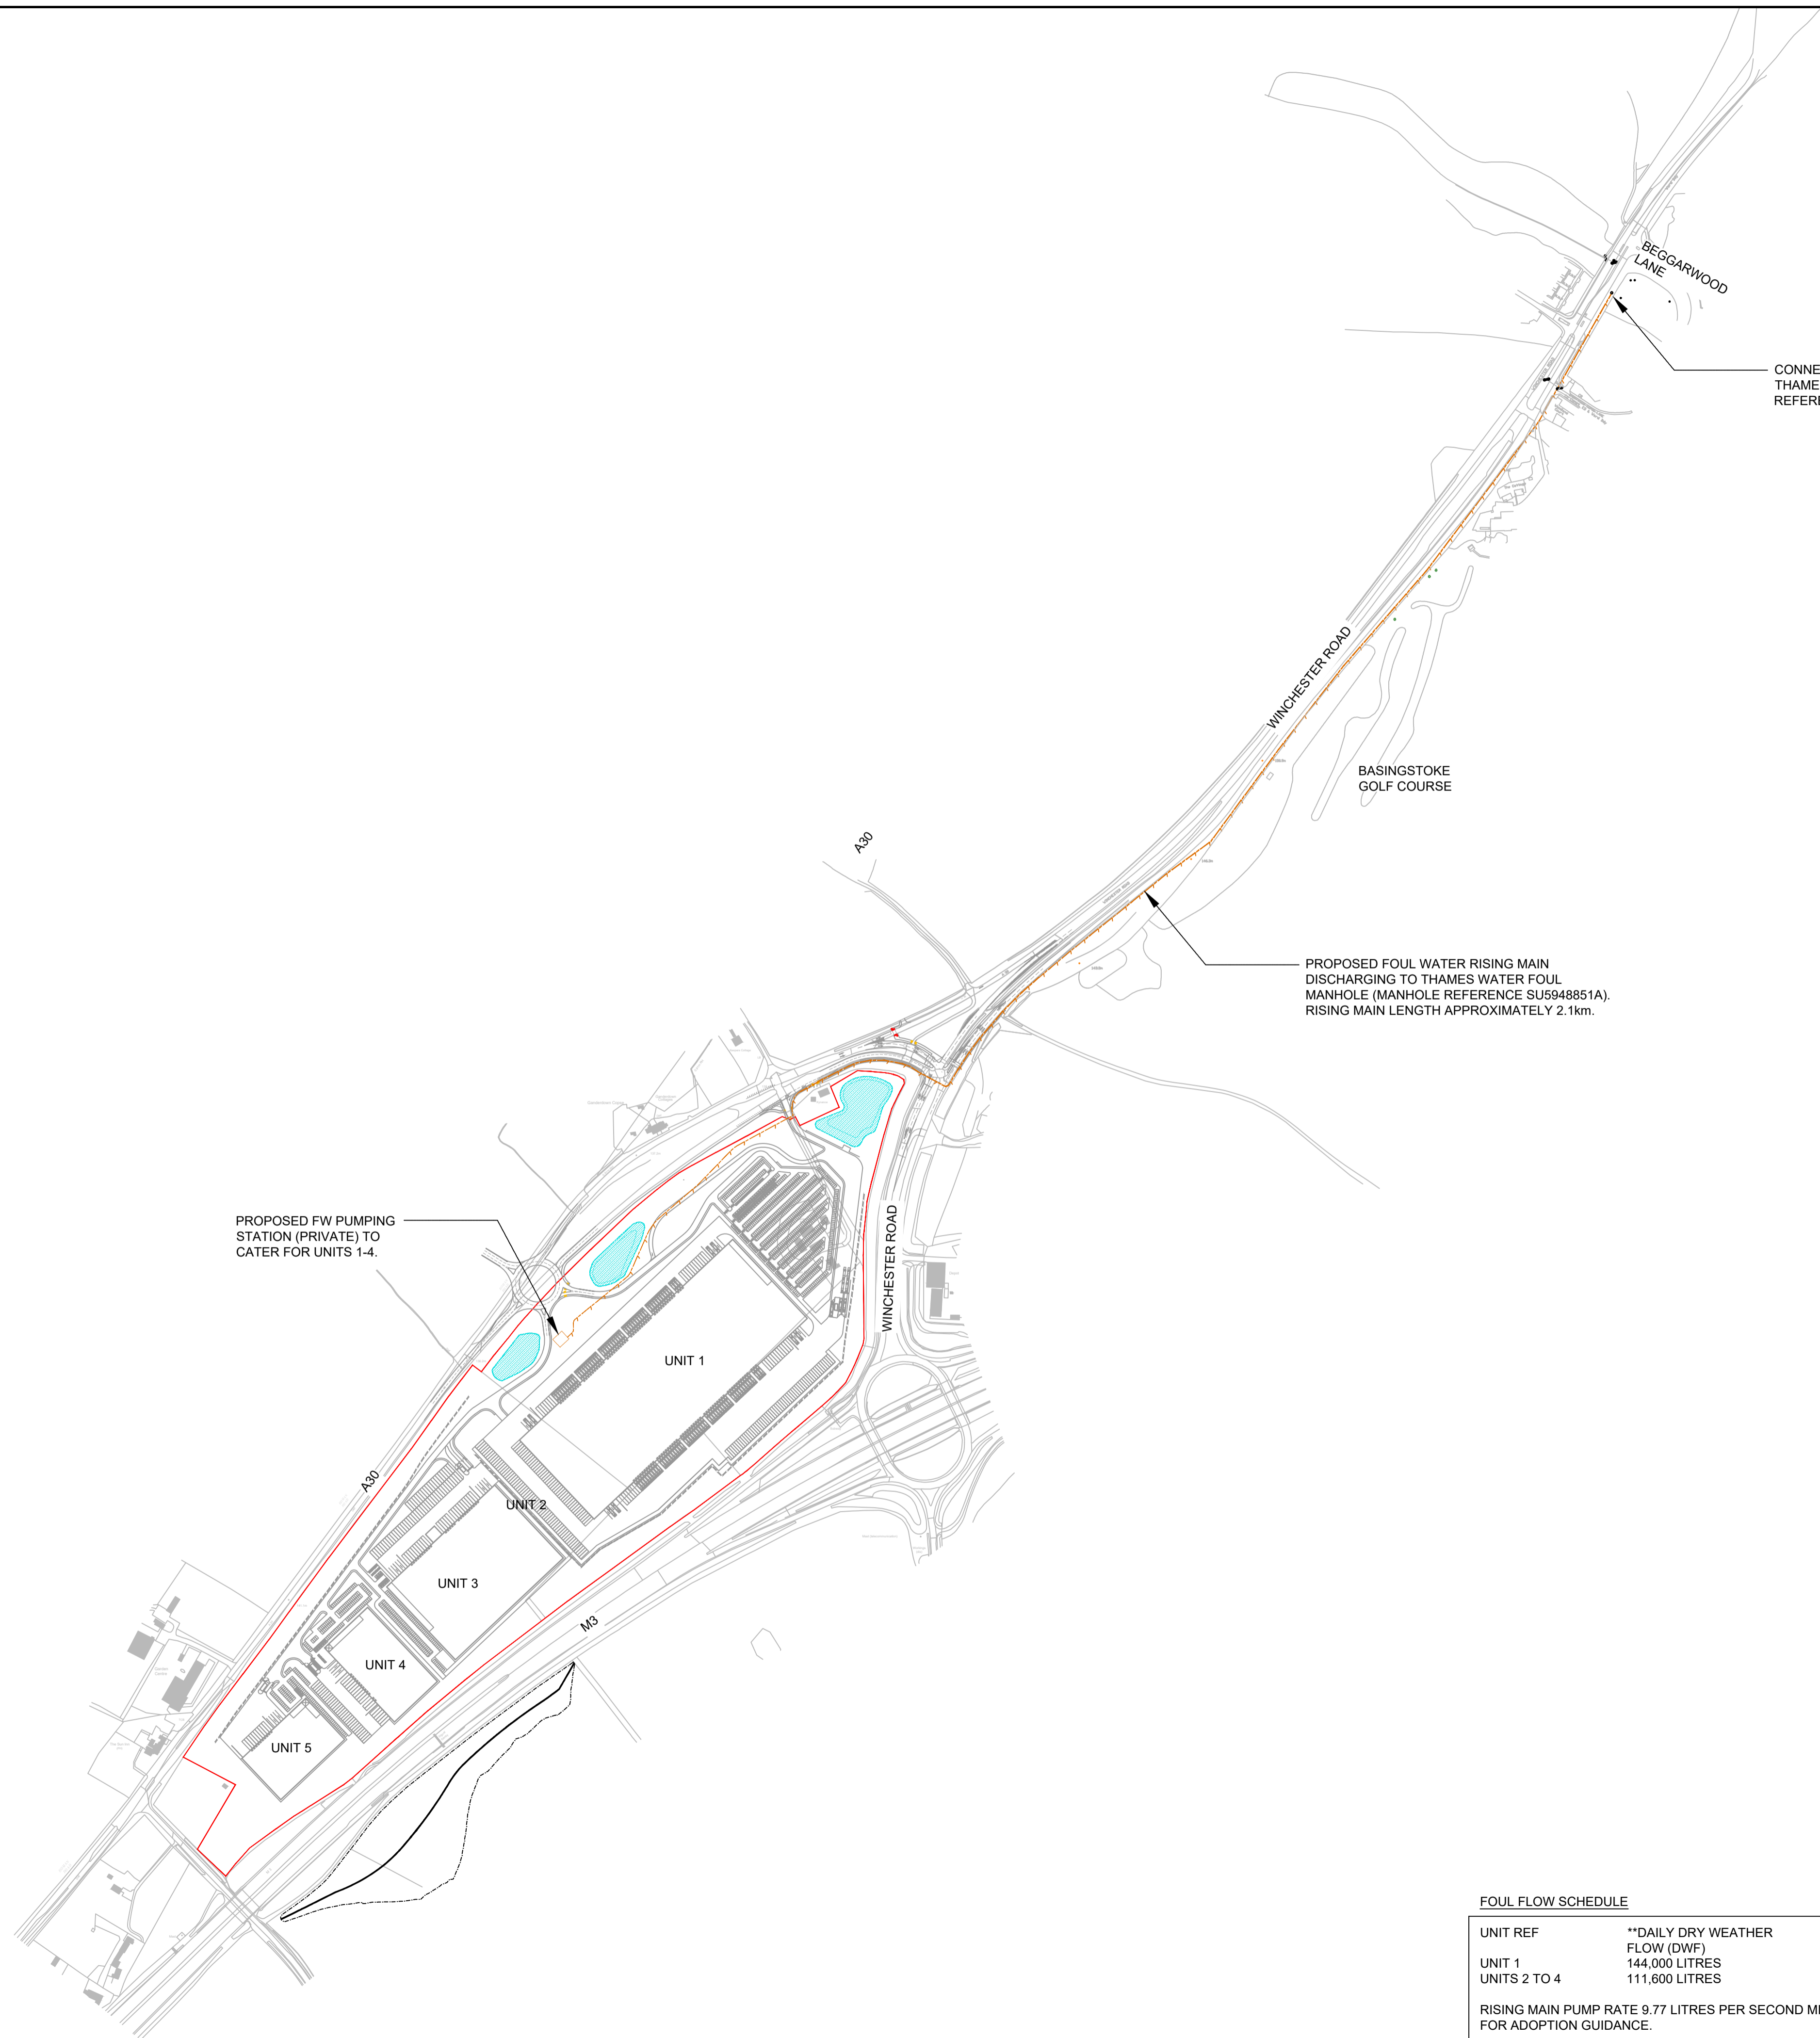 BEGGARWOOD
LANE
CONNE
THAME
REFERE
WINCHESTER ROAD
BASINGSTOKE
GOLF COURSE
A30
PROPOSED FOUL WATER RISING MAIN
DISCHARGING TO THAMES WATER FOUL
MANHOLE (MANHOLE REFERENCE SU5948851A).
RISING MAIN LENGTH APPROXIMATELY 2.1km.
PROPOSED FW PUMPING
STATION (PRIVATE) TO
CATER FOR UNITS 1-4.
WINCHESTER ROAD
UNIT 1
A30
UNIT 2
UNIT 3
M3
UNIT 4
UNIT 5
FOUL FLOW SCHEDULE
UNIT REF **DAILY DRY WEATHER
FLOW (DWF)
UNIT 1 144,000 LITRES
UNITS 2 TO 4 111,600 LITRES
RISING MAIN PUMP RATE 9.77 LITRES PER SECOND MI
FOR ADOPTION GUIDANCE.